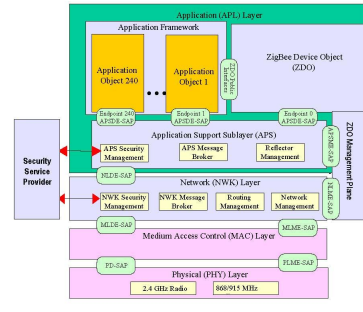 Application (APL) Layer
Application Framework
Application
Object 240
...
Application
Object 1
ZDO Public
Interfaces
ZigBee Device Object
(ZDO)
Endpoint 240
APSDE-SAP
Endpoint 1
APSDE-SAP
Endpoint 0
APSDE-SAP
Application Support Sublayer (APS)
APS Security
Management
APS Message
Broker
Reflector
Management
APSME-SAP
ZDO Management Plane
Security
Service
Provider
NLDE-SAP
Network (NWK) Layer
NWK Security
Management
NWK Message
Broker
Routing
Management
Network
Management
NLME-SAP
MLDE-SAP
MLME-SAP
Medium Access Control (MAC) Layer
PD-SAP
PLME-SAP
Physical (PHY) Layer
2.4 GHz Radio
868/915 MHz